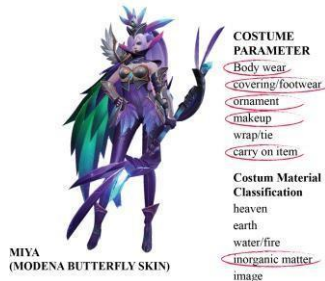 COSTUME
PARAMETER
Body wear
covering/footwear
ornament
makeup
wrap/tie
carry on item
Costum Material
Classification
heaven
earth
water/fire
inorganic matter
image
MIYA
(MODENA BUTTERFLY SKIN)